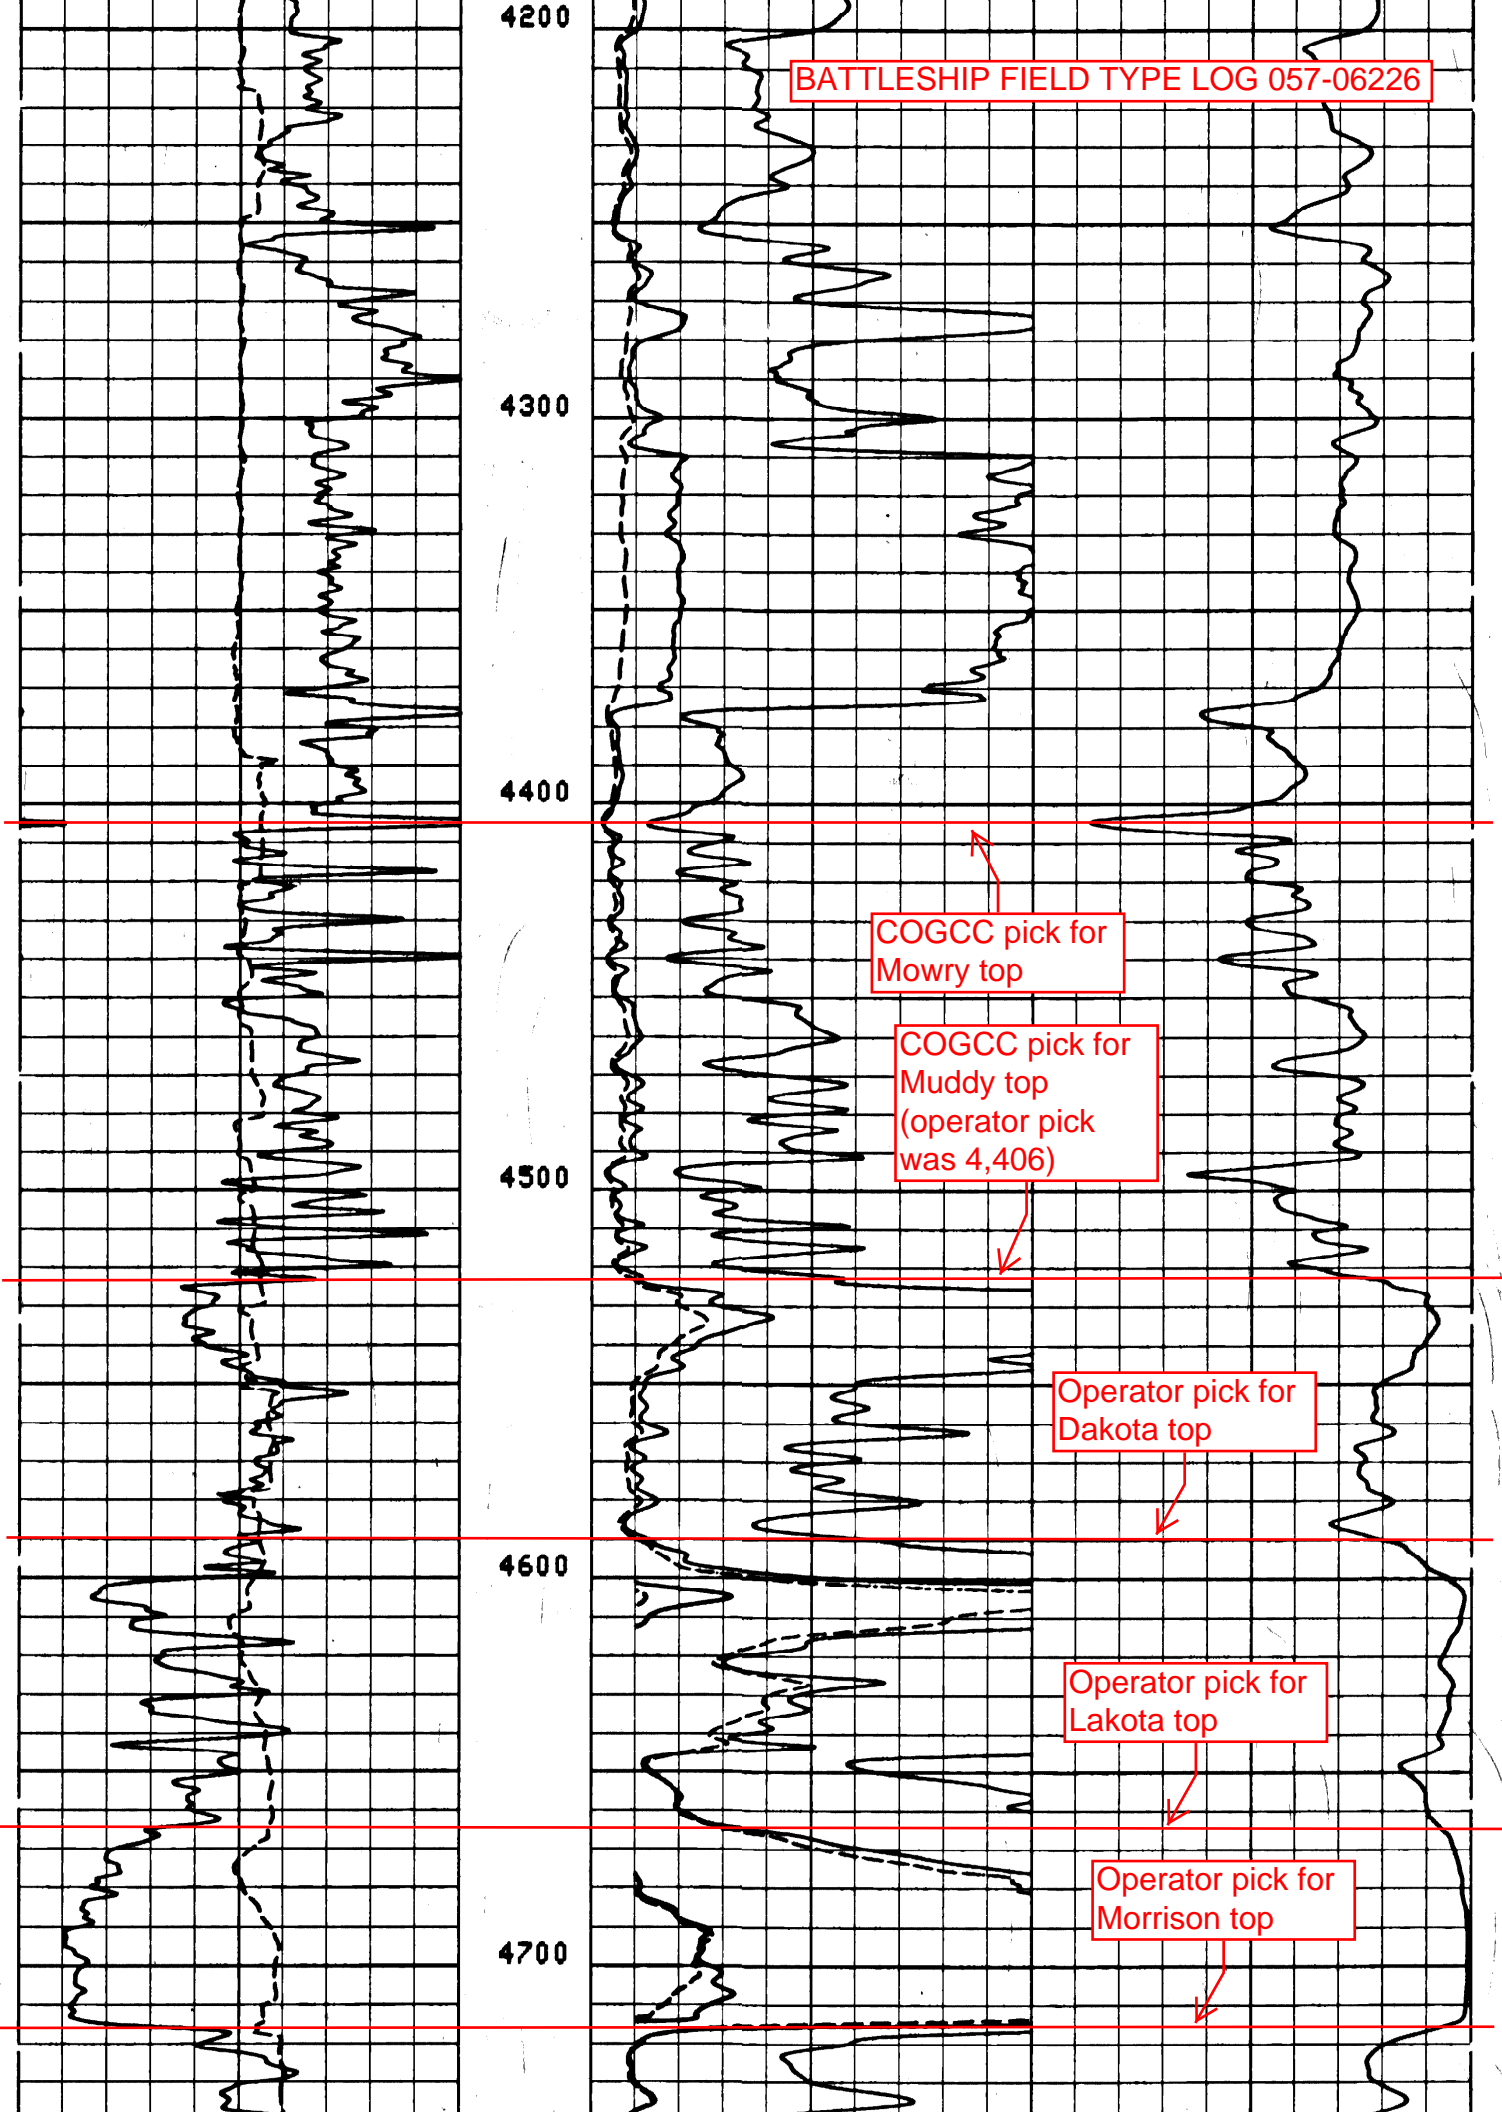 4200
BATTLESHIP FIELD TYPE LOG 057-06226
4300
4400
COGCC pick for
Mowry top
COGCC pick for
Muddy top
(operator pick
was 4,406)
4500
Operator pick for
Dakota top
4600
Operator pick for
Lakota top
Operator pick for
Morrison top
4700